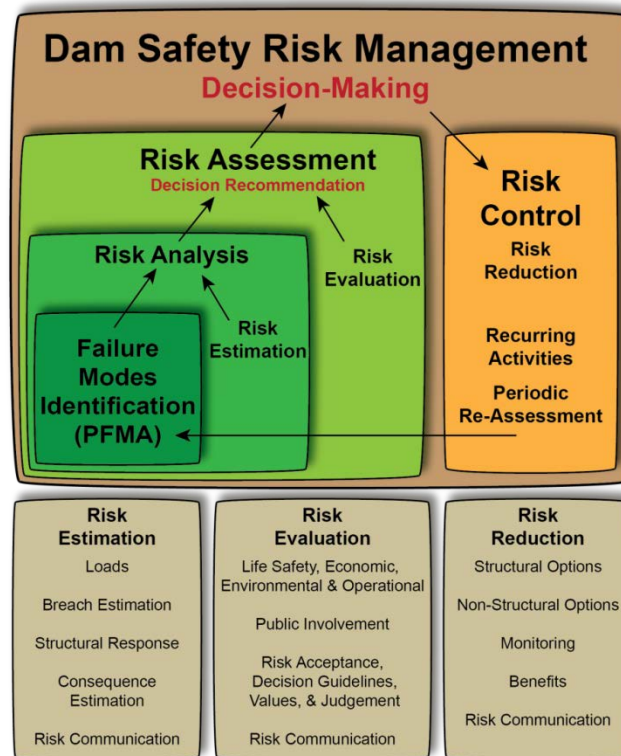 Dam Safety Risk Management
Decision-Making
Risk Assessment
Decision Recommendation
Risk Analysis
Risk
Evaluation
Risk
Estimation
Failure
Modes
Identification
(PFMA)
Risk
Control
Risk
Reduction
Recurring
Activities
Periodic
Re-Assessment
Risk
Estimation
Loads
Breach Estimation
Structural Response
Consequence
Estimation
Risk Communication
Risk
Evaluation
Life Safety, Economic,
Environmental & Operational
Public Involvement
Risk Acceptance,
Decision Guidelines,
Values, & Judgement
Risk Communication
Risk
Reduction
Structural Options
Non-Structural Options
Monitoring
Benefits
Risk Communication